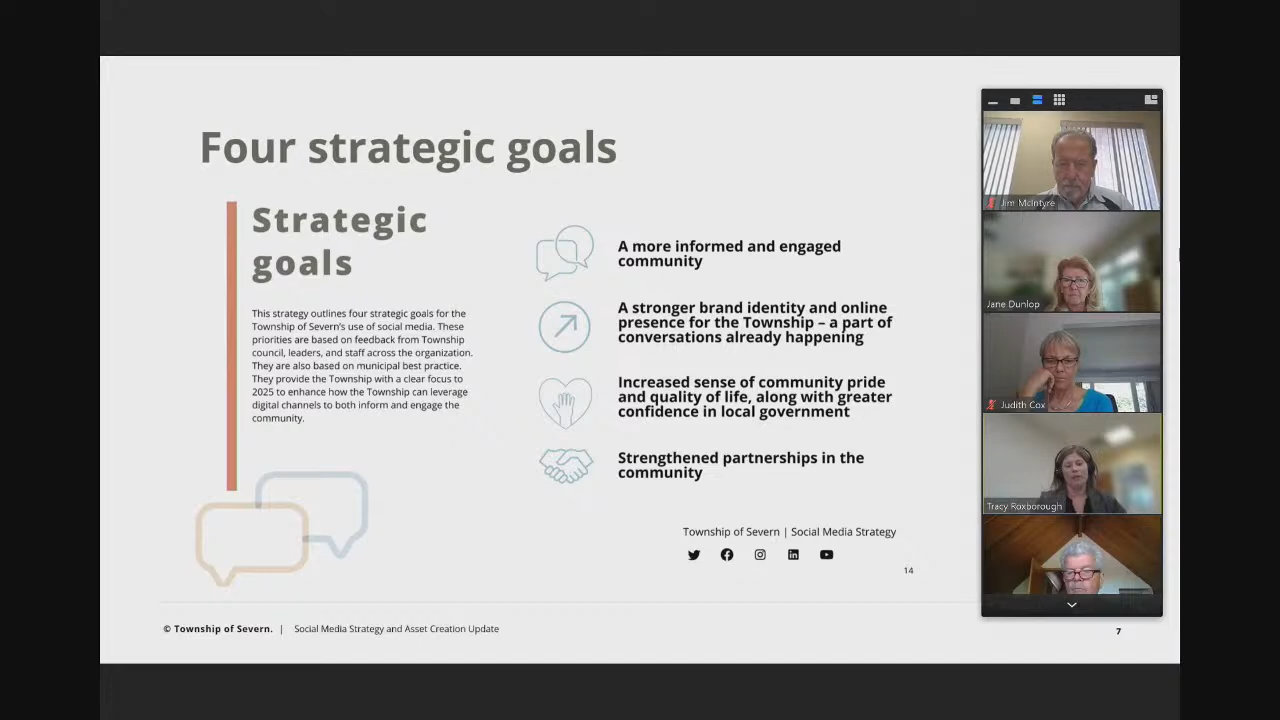 Four strategic goals
Strategic
goals
This strategy outlines four strategic goals for the
Township of Severn's use of social media. These
priorities are based on feedback from Township
council, leaders, and staff across the organization.
They are also based on municipal best practice.
They provide the Township with a clear focus to
2025 to enhance how the Township can leverage
digital channels to both inform and engage the
community.
A more informed and engaged
community
A stronger brand identity and online
presence for the Township – a part of
conversations already happening
Increased sense of community pride
and quality of life, along with greater
confidence in local government
Strengthened partnerships in the
community
Township of Severn | Social Media Strategy
14
© Township of Severn. | Social Media Strategy and Asset Creation Update
7
Jim McIntyre
Jane Dunlop
Judith Cox
Tracy Roxborough